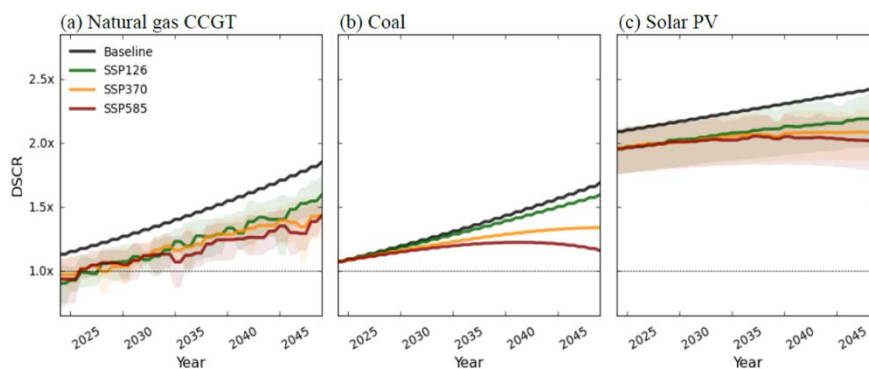 (a) Natural gas CCGT
(b) Coal
(c) Solar PV
Baseline
SSP126
SSP370
SSP585
DSCR
2.5x
2.0x
1.5x
1.0x
2025 2030 2035 2040 2045
Year
2025 2030 2035 2040 2045
Year
2025 2030 2035 2040 2045
Year